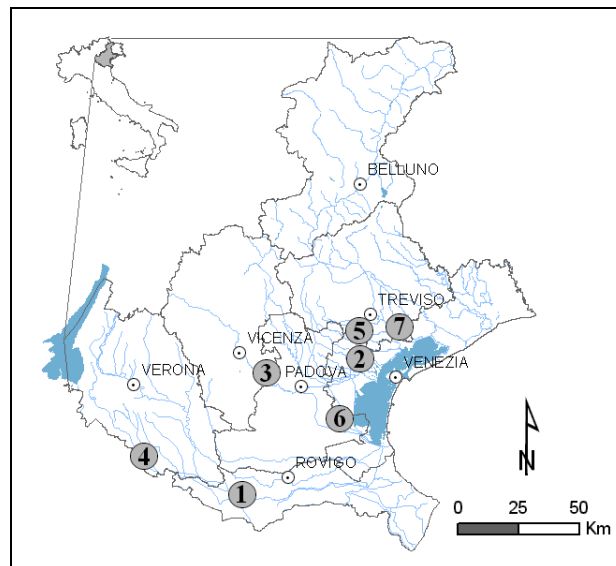 BELLUNO
TREVISO
5
7
VICENZA
2
3
PADOVA
VENEZIA
VERONA
6
4
ROVIGO
1
N
0 25 50
Km